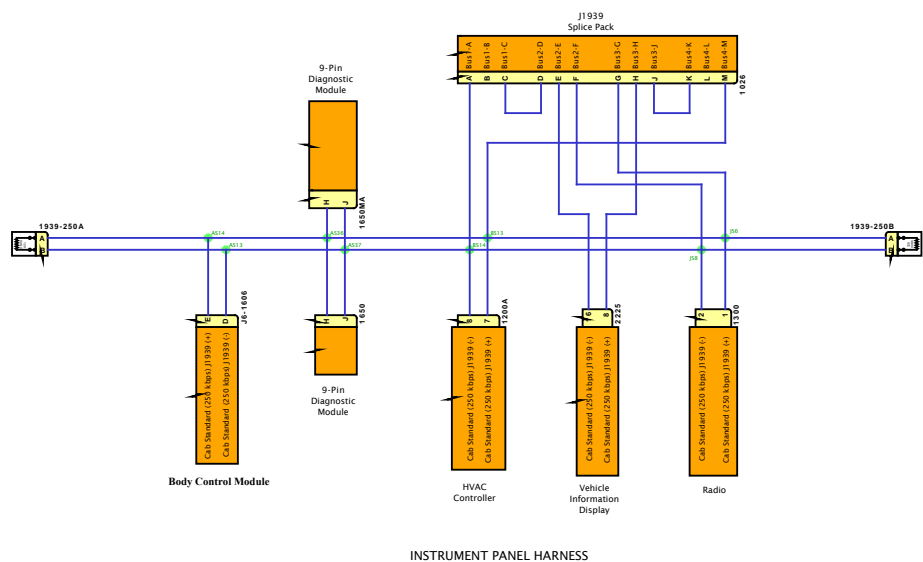 J1939
Splice Pack
Bus1-A
Bus1-B
Bus1-C
Bus2-D
Bus2-E
Bus2-F
Bus3-G
Bus3-H
Bus3-J
Bus4-K
Bus4-L
Bus4-M
A
B
C
D
E
F
G
H
J
K
L
M
1026
9-Pin
Diagnostic
Module
H
J
1650MA
1939-250A
A
B
AS14
AS13
AS36
AS37
BS13
BS14
JS6
JS8
1939-250B
A
B
E
D
J6-1606
Cab Standard (250 kbps) J1939 (+)
Cab Standard (250 kbps) J1939 (-)
Body Control Module
H
J
1650
9-Pin
Diagnostic
Module
8
7
1200A
Cab Standard (250 kbps) J1939 (-)
Cab Standard (250 kbps) J1939 (+)
HVAC
Controller
6
8
2225
Cab Standard (250 kbps) J1939 (-)
Cab Standard (250 kbps) J1939 (+)
Vehicle
Information
Display
2
1
1300
Cab Standard (250 kbps) J1939 (-)
Cab Standard (250 kbps) J1939 (+)
Radio
INSTRUMENT PANEL HARNESS